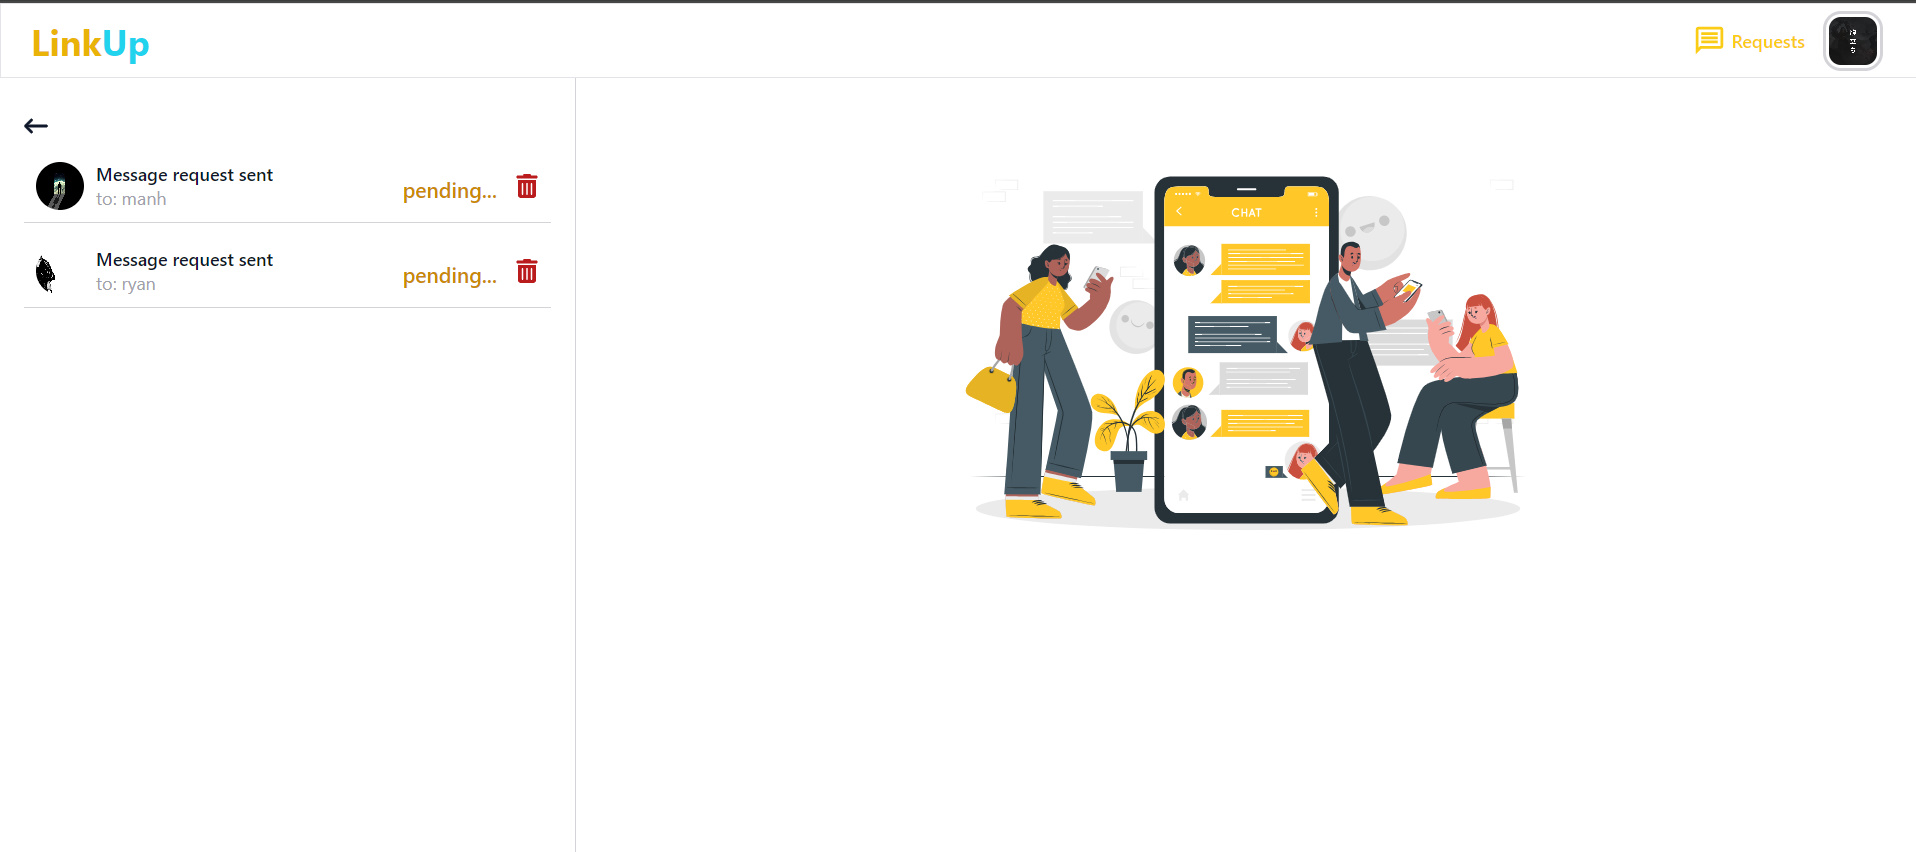 LinkUp
Requests
Message request sent
to: manh
pending...
Message request sent
to: ryan
pending...
CHAT